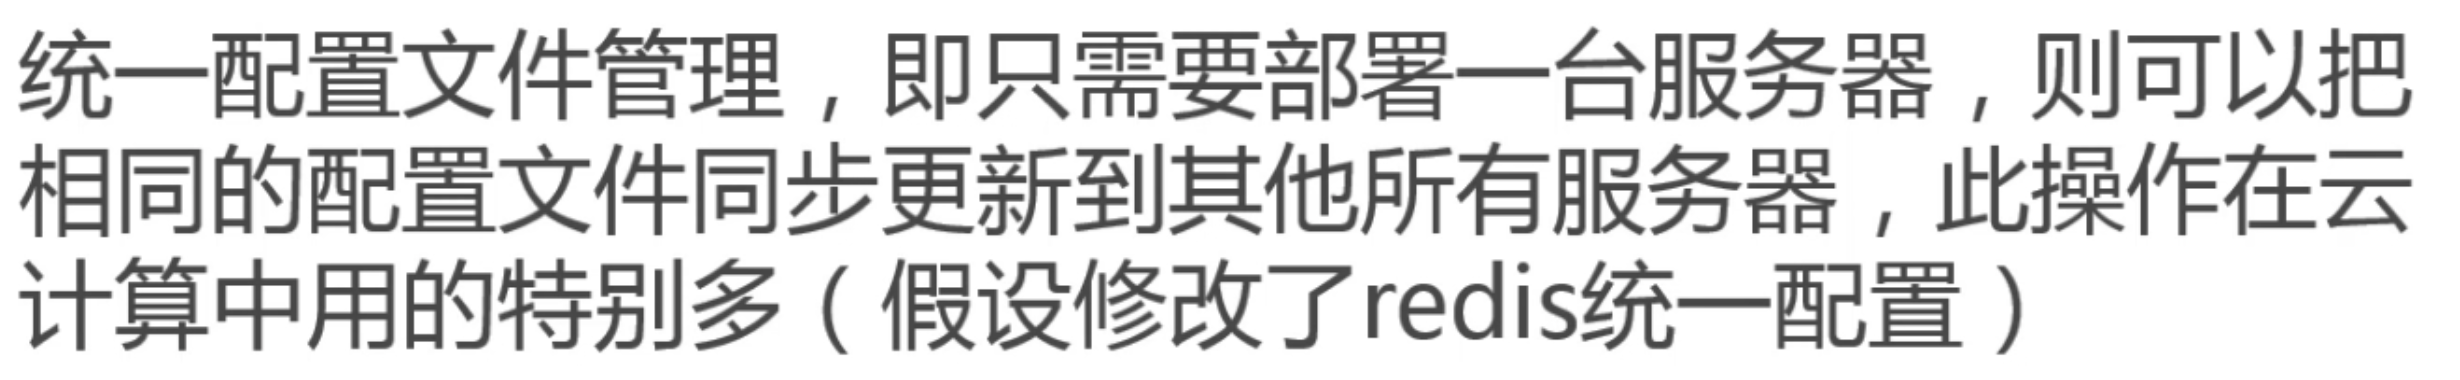 统一配置文件管理，即只需要部署一台服务器，则可以把
相同的配置文件同步更新到其他所有服务器，此操作在云
计算中用的特别多（假设修改了redis统一配置）